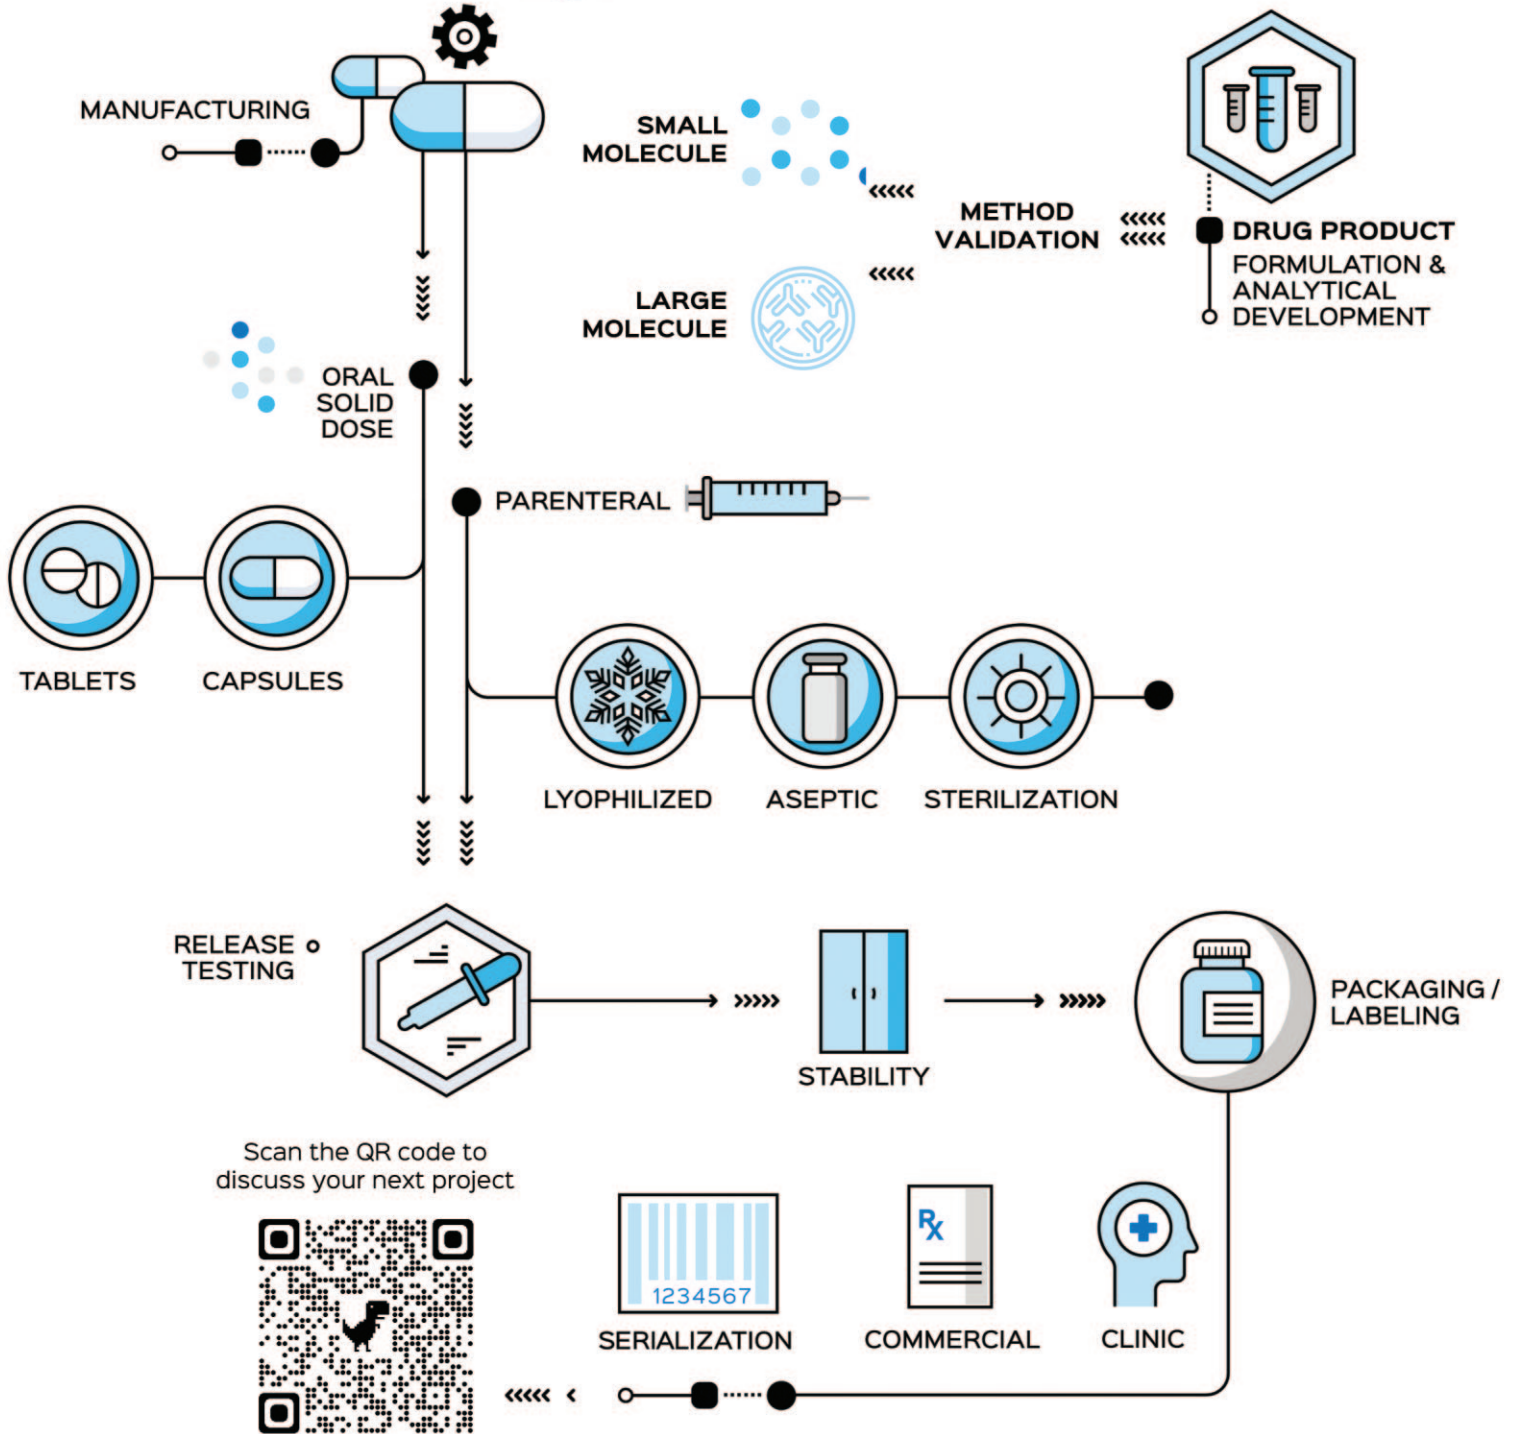 MANUFACTURING
SMALL
MOLECULE
METHOD
VALIDATION
DRUG PRODUCT
FORMULATION &
ANALYTICAL
DEVELOPMENT
LARGE
MOLECULE
ORAL
SOLID
DOSE
PARENTERAL
TABLETS
CAPSULES
LYOPHILIZED
ASEPTIC
STERILIZATION
RELEASE
TESTING
STABILITY
PACKAGING /
LABELING
Scan the QR code to
discuss your next project
1234567
Rx
SERIALIZATION
COMMERCIAL
CLINIC